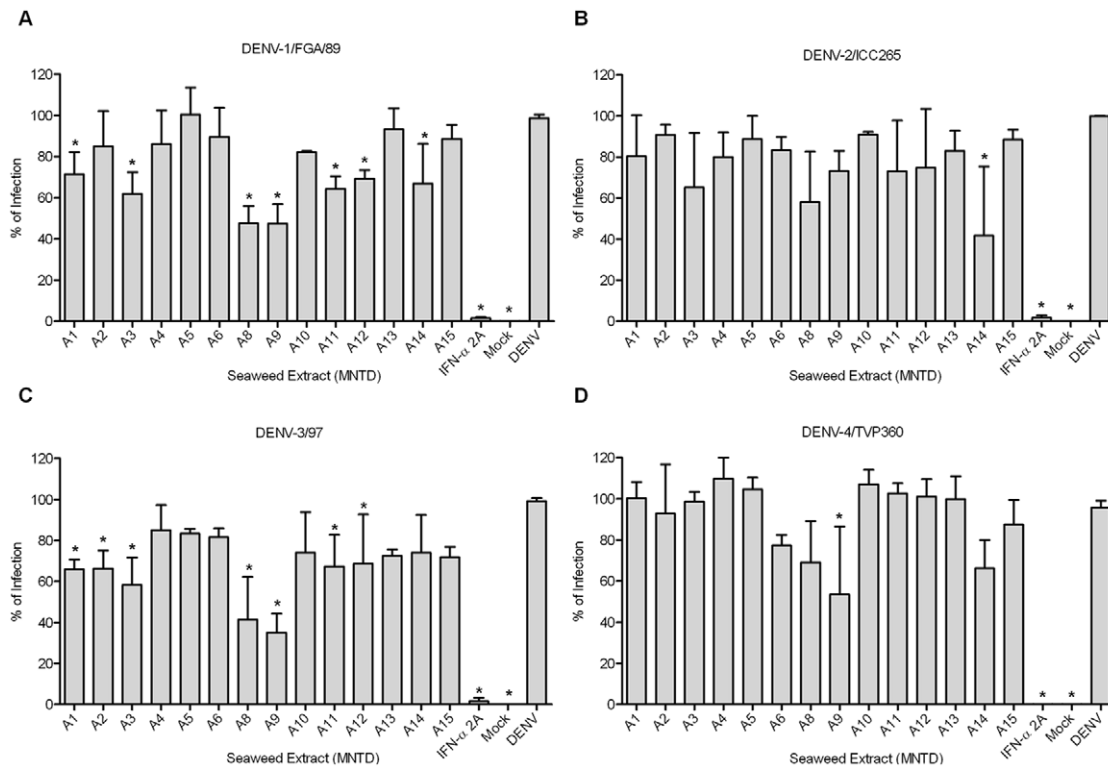 A
DENV-1/FGA/89
120
100
80
60
40
20
0
% of Infection
* * * * * * * * *
A1 A2 A3 A4 A5 A6 A8 A9 A10 A11 A12 A13 A14 A15 IFN-α 2A Mock DENV
Seaweed Extract (MNTD)
B
DENV-2/ICC265
120
100
80
60
40
20
0
% of Infection
* * *
A1 A2 A3 A4 A5 A6 A8 A9 A10 A11 A12 A13 A14 A15 IFN-α 2A Mock DENV
Seaweed Extract (MNTD)
C
DENV-3/97
120
100
80
60
40
20
0
% of Infection
* * * * * * * * *
A1 A2 A3 A4 A5 A6 A8 A9 A10 A11 A12 A13 A14 A15 IFN-α 2A Mock DENV
Seaweed Extract (MNTD)
D
DENV-4/TVP360
120
100
80
60
40
20
0
% of Infection
* * *
A1 A2 A3 A4 A5 A6 A8 A9 A10 A11 A12 A13 A14 A15 IFN-α 2A Mock DENV
Seaweed Extract (MNTD)